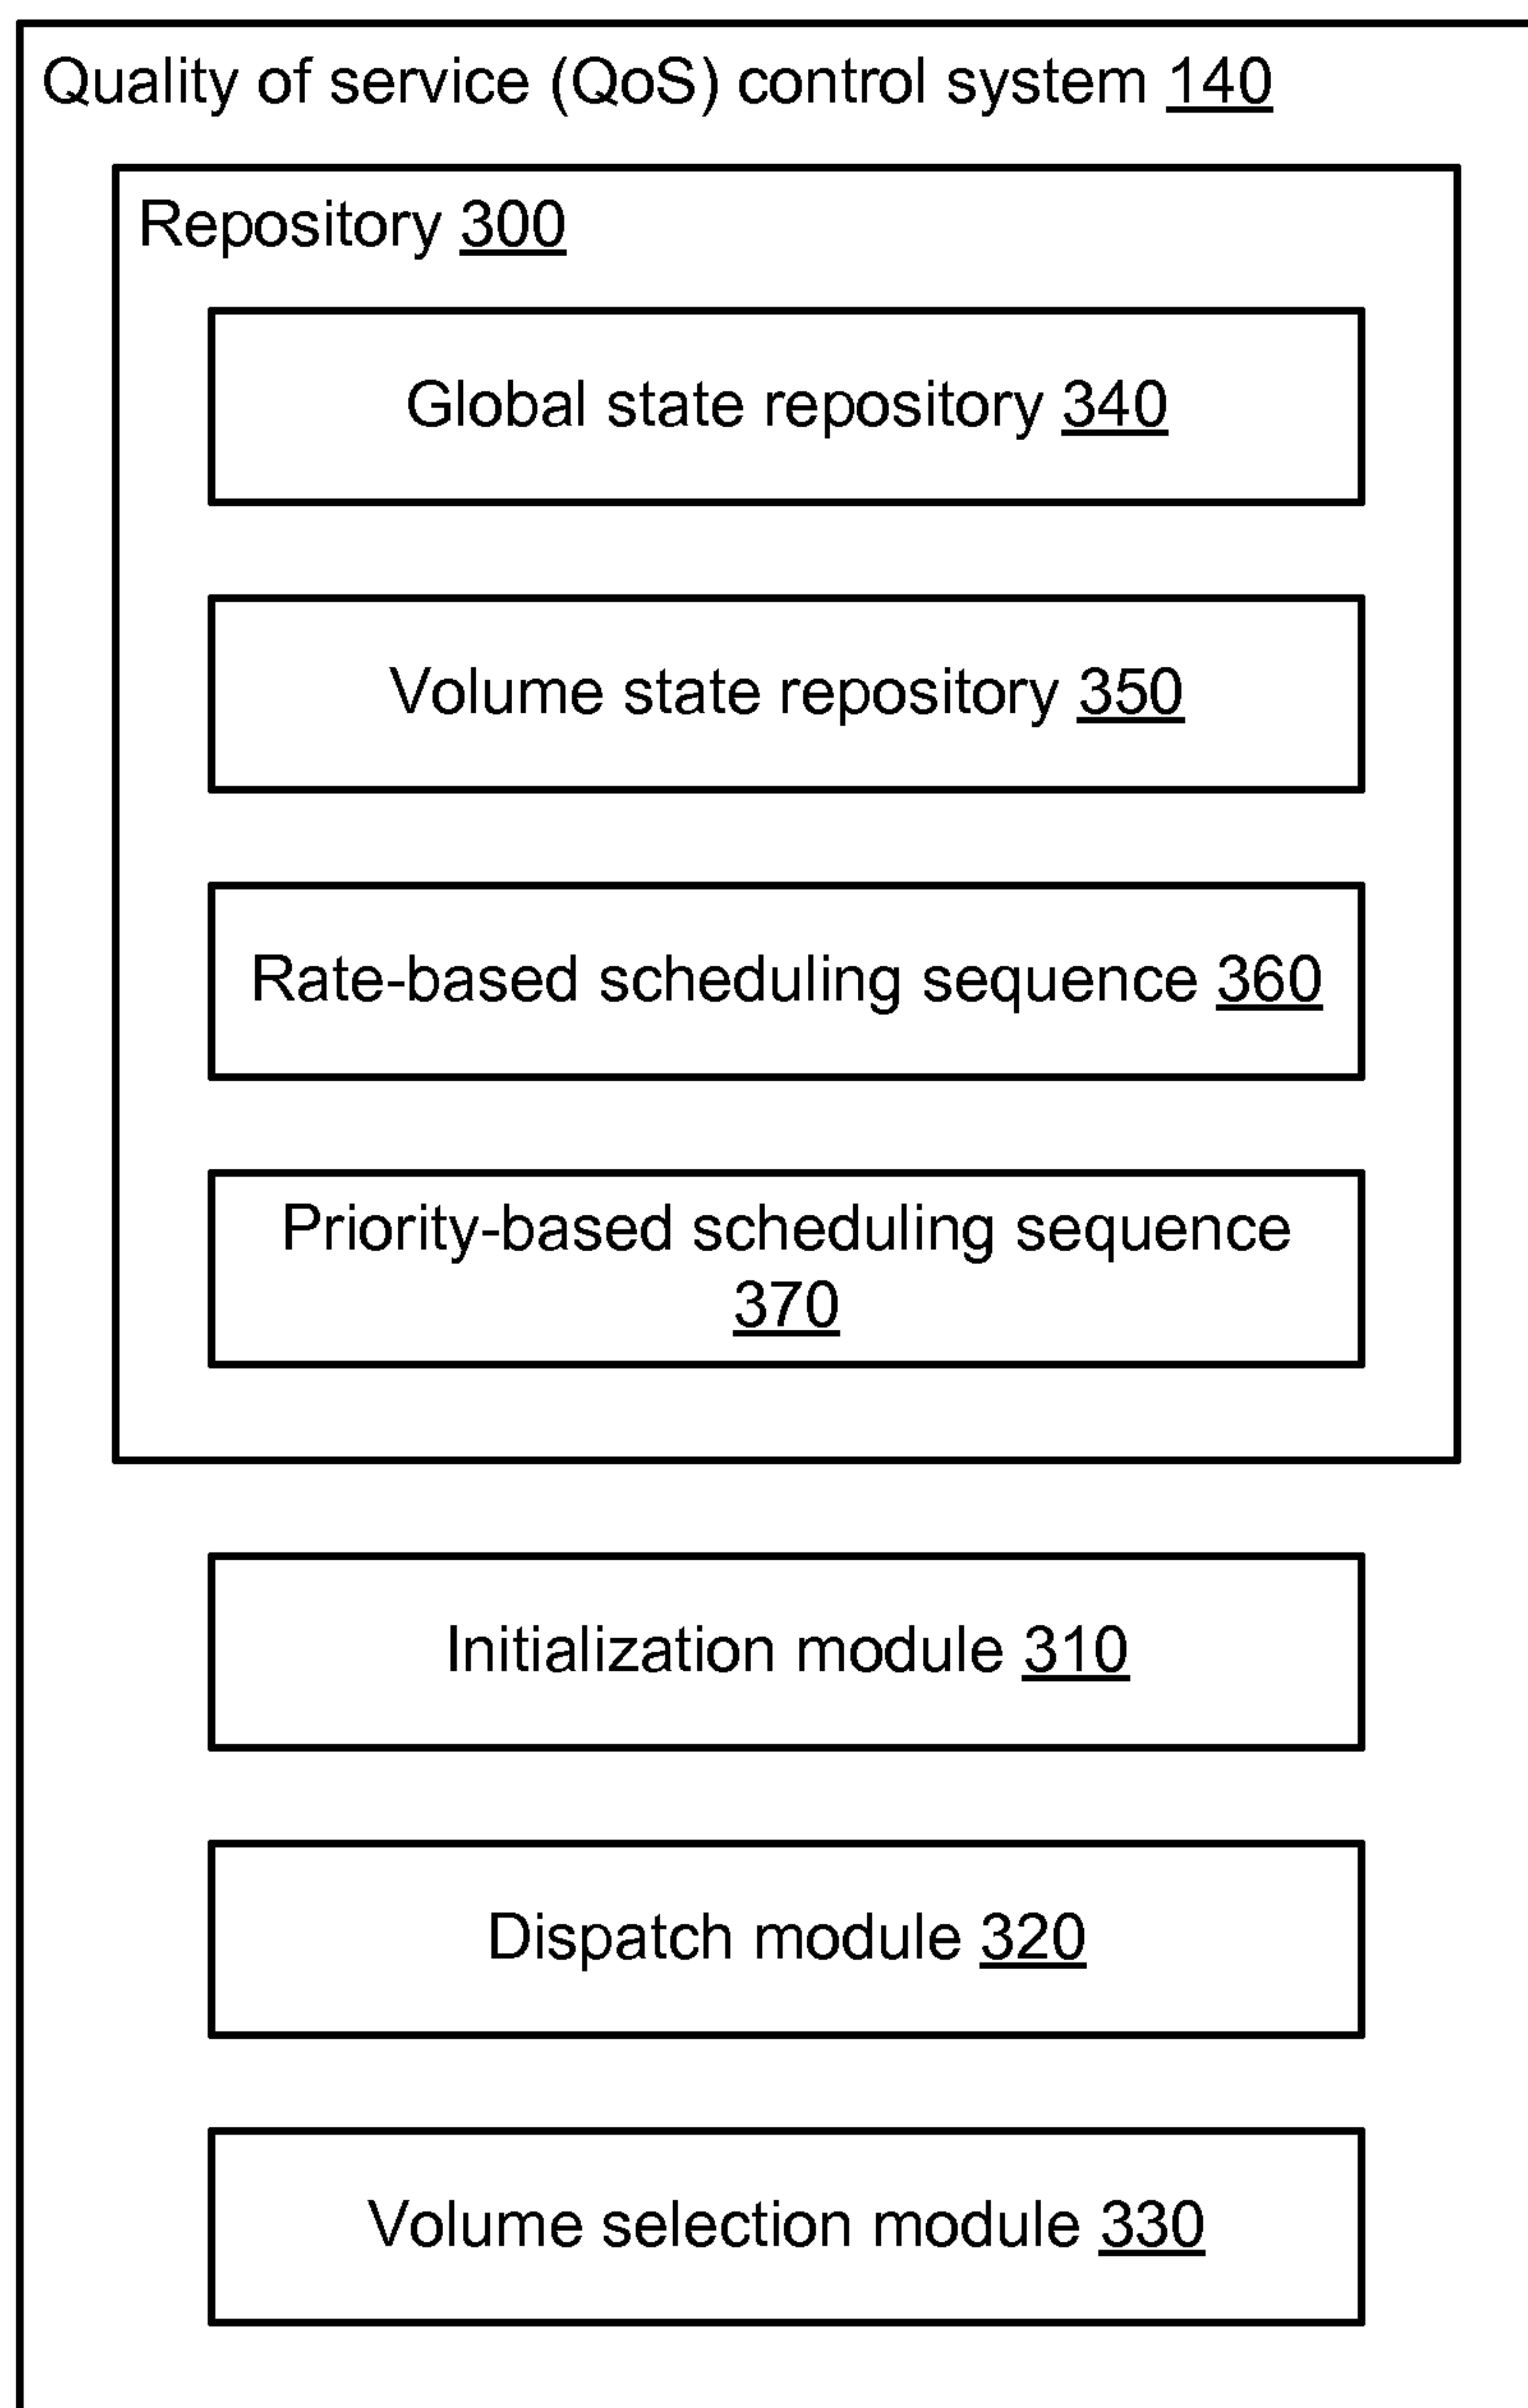 Quality of service (QoS) control system 140
Repository 300
Global state repository 340
Volume state repository 350
Rate-based scheduling sequence 360
Priority-based scheduling sequence
370
Initialization module 310
Dispatch module 320
Volume selection module 330